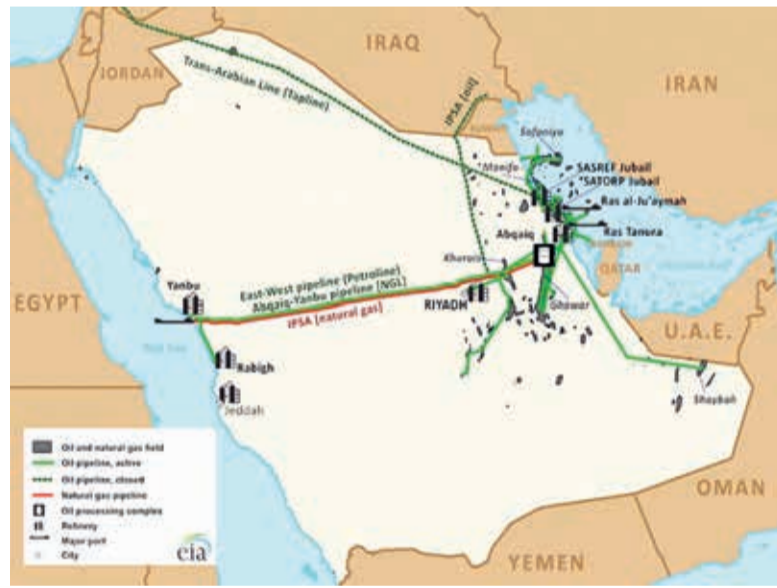 IRAQ
JORDAN
IRAN
Trans-Arabian Line (Tapline)
IPSA (oil)
Safaniya
Manifa
SASREF Jubail
SATORP Jubail
Ras al-Ju'aymah
Ras Tanura
Abqaiq
QATAR
Khurais
East-West pipeline (Petroline)
Abqaiq-Yanbu pipeline (NGL)
IPSA (natural gas)
Yanbu
RIYADH
Ghawar
EGYPT
U.A.E.
Red Sea
Rabigh
Jeddah
Shaybah
Oil and natural gas field
Oil pipeline, active
Oil pipeline, closed
Natural gas pipeline
Oil processing complex
Refinery
Major port
City
eia
OMAN
YEMEN